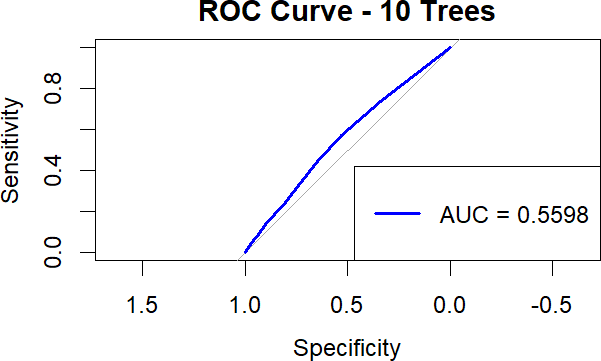 ROC Curve - 10 Trees
Sensitivity
0.8
0.4
0.0
AUC = 0.5598
1.5 1.0 0.5 0.0 -0.5
Specificity